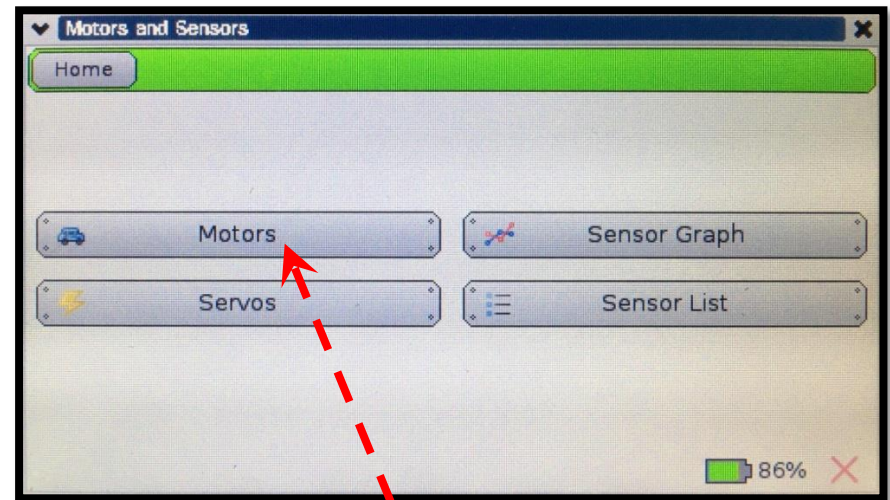 Motors and Sensors
Home
Motors
Sensor Graph
Servos
Sensor List
86%